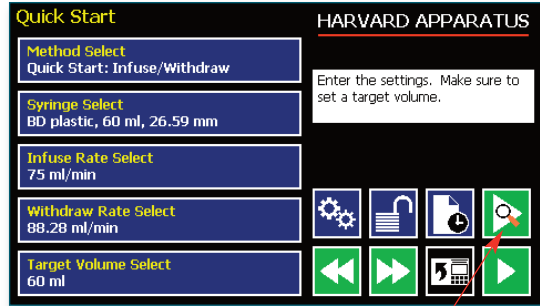 Quick Start
Method Select
Quick Start: Infuse/Withdraw
Syringe Select
BD plastic, 60 ml, 26.59 mm
Infuse Rate Select
75 ml/min
Withdraw Rate Select
88.28 ml/min
Target Volume Select
60 ml
HARVARD APPARATUS
Enter the settings. Make sure to
set a target volume.